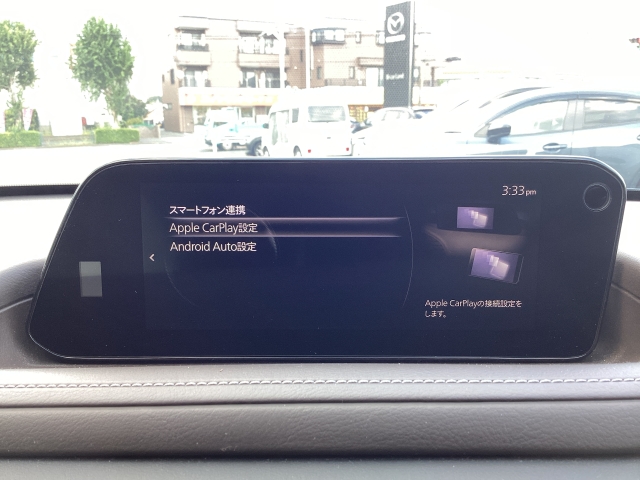 3:33pm
スマートフォン連携
Apple CarPlay設定
Android Auto設定
Apple CarPlayの接続設定を
します。